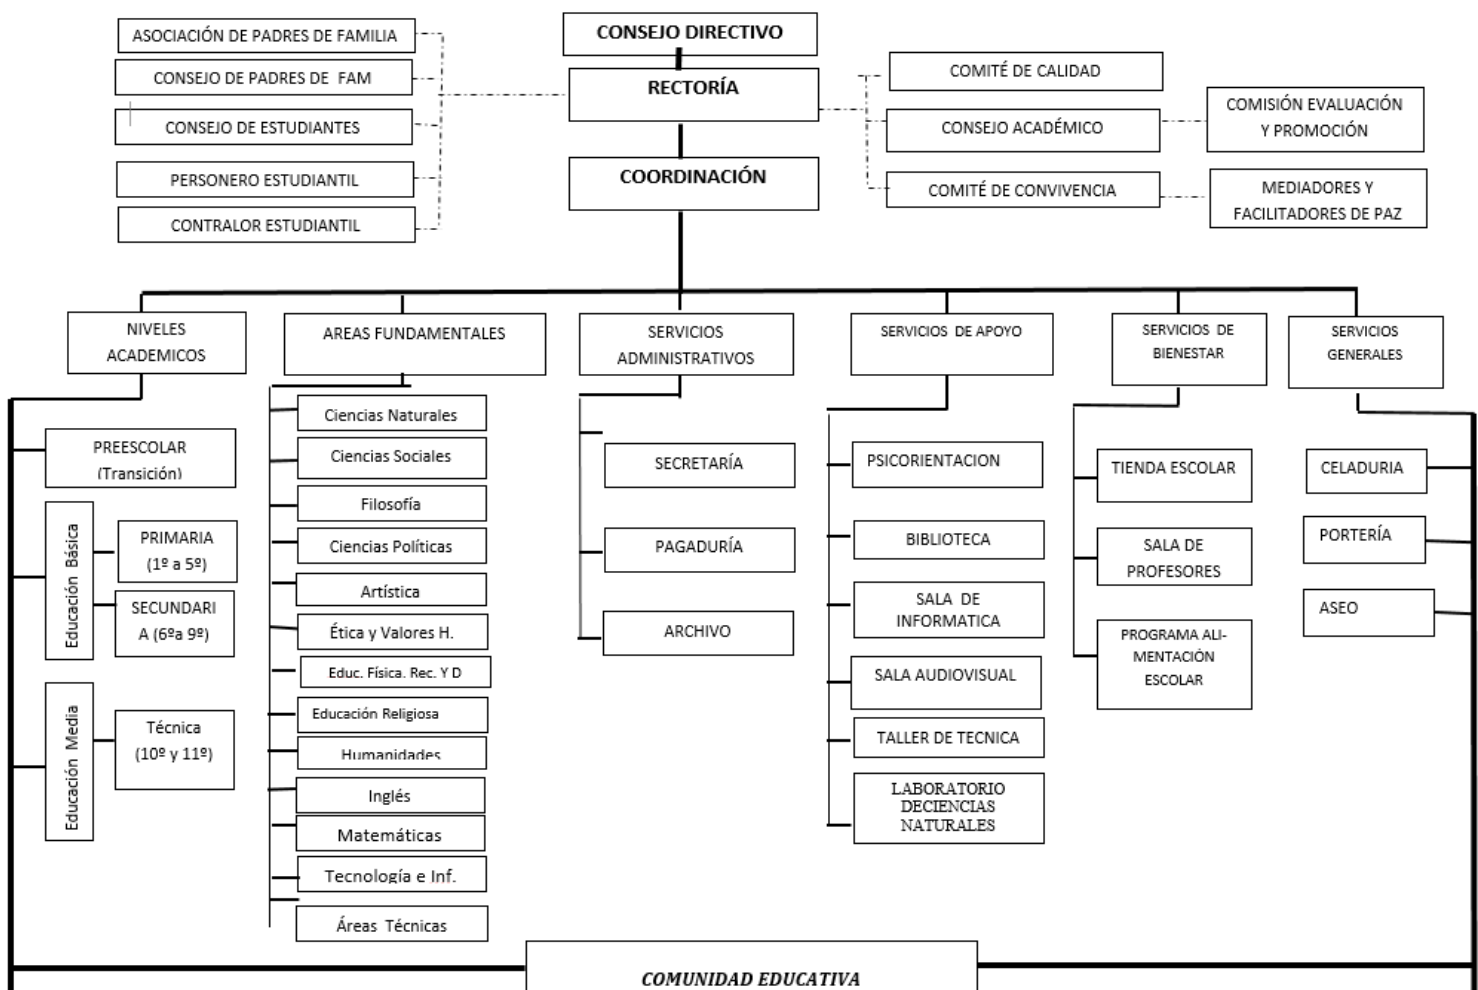 CONSEJO DIRECTIVO
RECTORÍA
COORDINACIÓN
ASOCIACIÓN DE PADRES DE FAMILIA
CONSEJO DE PADRES DE FAM
CONSEJO DE ESTUDIANTES
PERSONERO ESTUDIANTIL
CONTRALOR ESTUDIANTIL
COMITÉ DE CALIDAD
CONSEJO ACADÉMICO
COMISIÓN EVALUACIÓN
Y PROMOCIÓN
COMITÉ DE CONVIVENCIA
MEDIADORES Y
FACILITADORES DE PAZ
NIVELES
ACADEMICOS
PREESCOLAR
(Transición)
Educación Básica
PRIMARIA
(1º a 5º)
SECUNDARI
A (6ºa 9º)
Educación Media
Técnica
(10º y 11º)
AREAS FUNDAMENTALES
Ciencias Naturales
Ciencias Sociales
Filosofía
Ciencias Políticas
Artística
Ética y Valores H.
Educ. Física. Rec. Y D
Educación Religiosa
Humanidades
Inglés
Matemáticas
Tecnología e Inf.
Áreas Técnicas
SERVICIOS
ADMINISTRATIVOS
SECRETARÍA
PAGADURÍA
ARCHIVO
SERVICIOS DE APOYO
PSICORIENTACION
BIBLIOTECA
SALA DE
INFORMATICA
SALA AUDIOVISUAL
TALLER DE TECNICA
LABORATORIO
DECIENCIAS
NATURALES
SERVICIOS DE
BIENESTAR
TIENDA ESCOLAR
SALA DE
PROFESORES
PROGRAMA ALI-
MENTACIÓN
ESCOLAR
SERVICIOS
GENERALES
CELADURIA
PORTERÍA
ASEO
COMUNIDAD EDUCATIVA